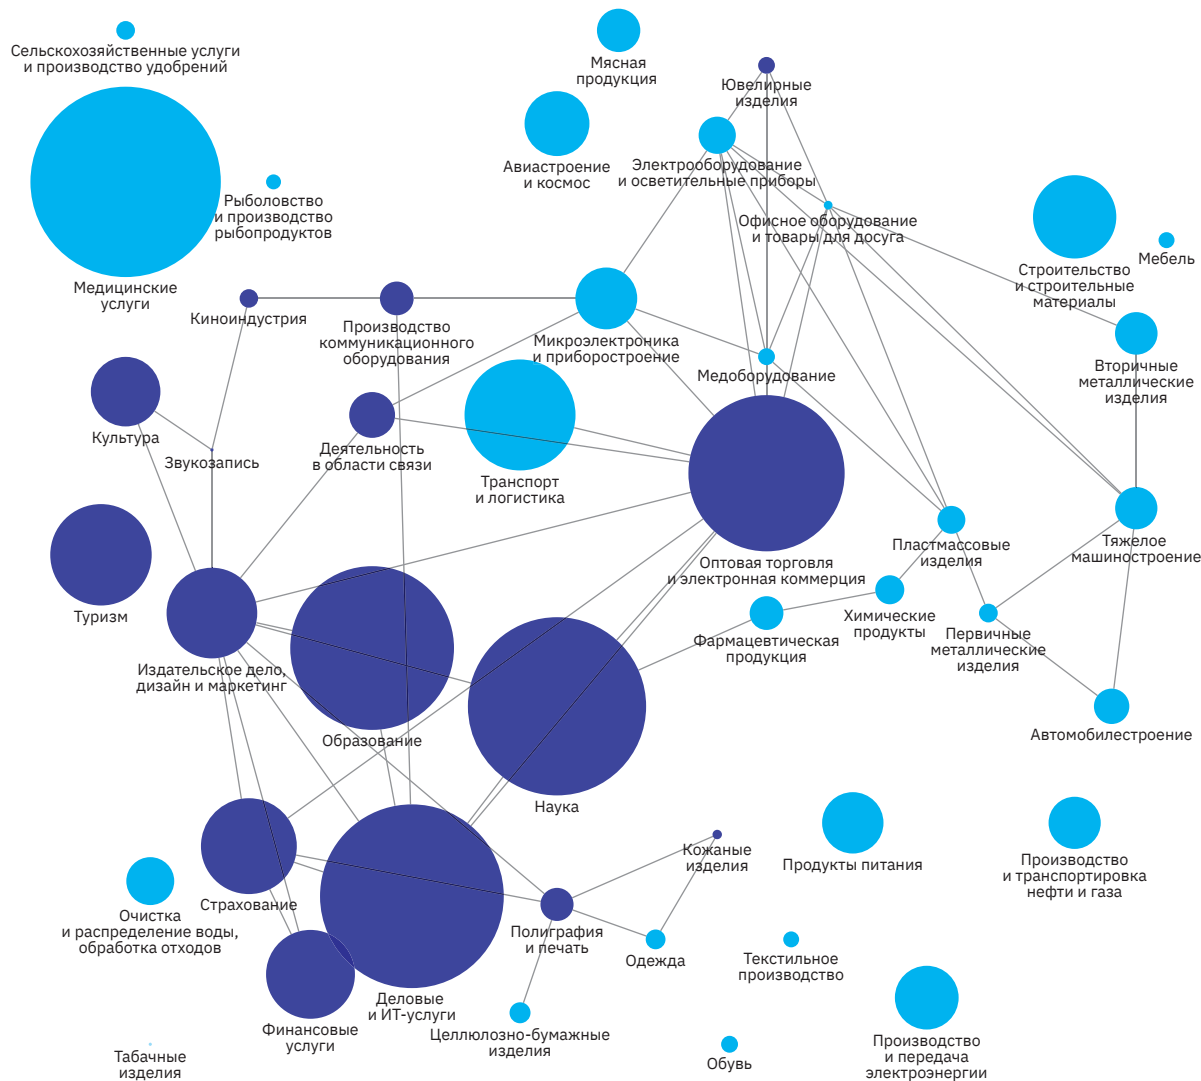 Сельскохозяйственные услуги
и производство удобрений
Мясная
продукция
Ювелирные
изделия
Авиастроение
и космос
Электрооборудование
и осветительные приборы
Рыболовство
и производство
рыбопродуктов
Офисное оборудование
и товары для досуга
Медицинские
услуги
Строительство
и строительные
материалы
Мебель
Киноиндустрия
Производство
коммуникационного
оборудования
Микроэлектроника
и приборостроение
Медоборудование
Вторичные
металлические
изделия
Культура
Звукозапись
Деятельность
в области связи
Транспорт
и логистика
Оптовая торговля
и электронная коммерция
Пластмассовые
изделия
Тяжелое
машиностроение
Туризм
Издательское дело,
дизайн и маркетинг
Образование
Фармацевтическая
продукция
Химические
продукты
Первичные
металлические
изделия
Автомобилестроение
Наука
Кожаные
изделия
Продукты питания
Производство
и транспортировка
нефти и газа
Очистка
и распределение воды,
обработка отходов
Страхование
Полиграфия
и печать
Одежда
Текстильное
производство
Финансовые
услуги
Деловые
и ИТ-услуги
Целлюлозно-бумажные
изделия
Табачные
изделия
Обувь
Производство
и передача
электроэнергии